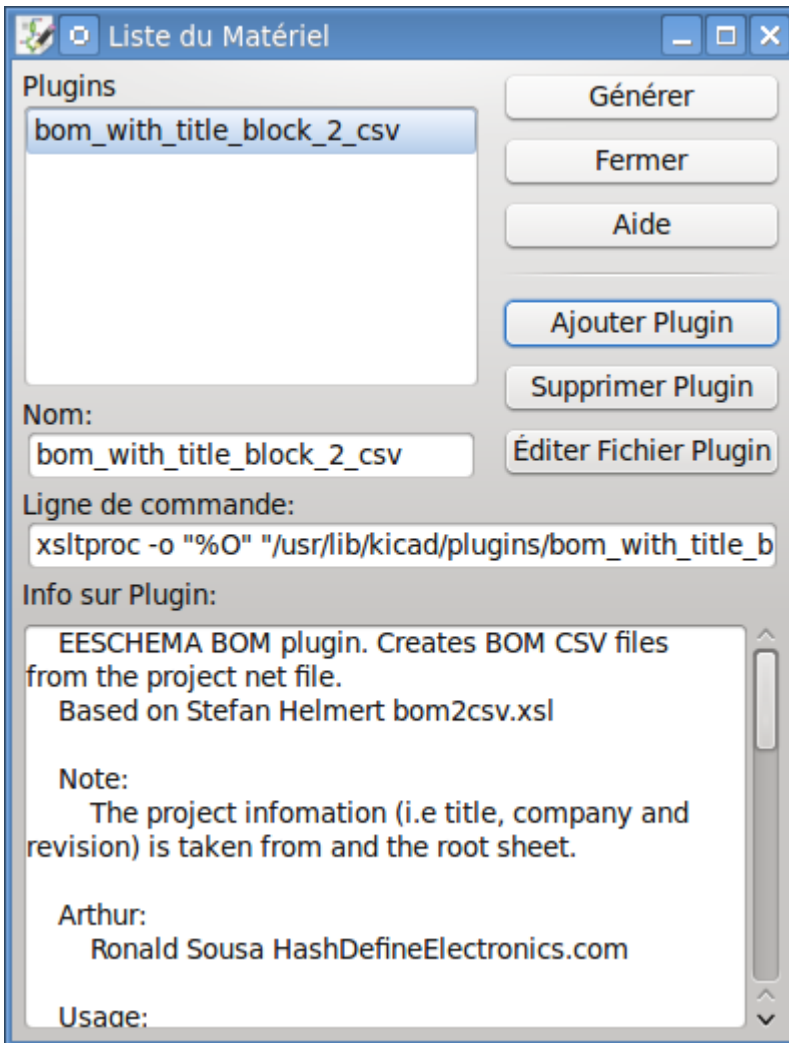 Liste du Matériel
Plugins
bom_with_title_block_2_csv
Générer
Fermer
Aide
Ajouter Plugin
Supprimer Plugin
Éditer Fichier Plugin
Nom:
bom_with_title_block_2_csv
Ligne de commande:
xsltproc -o "%O" "/usr/lib/kicad/plugins/bom_with_title_b
Info sur Plugin:
EESCHEMA BOM plugin. Creates BOM CSV files
from the project net file.
Based on Stefan Helmert bom2csv.xsl
Note:
The project infomation (i.e title, company and
revision) is taken from and the root sheet.
Arthur:
Ronald Sousa HashDefineElectronics.com
Usage: